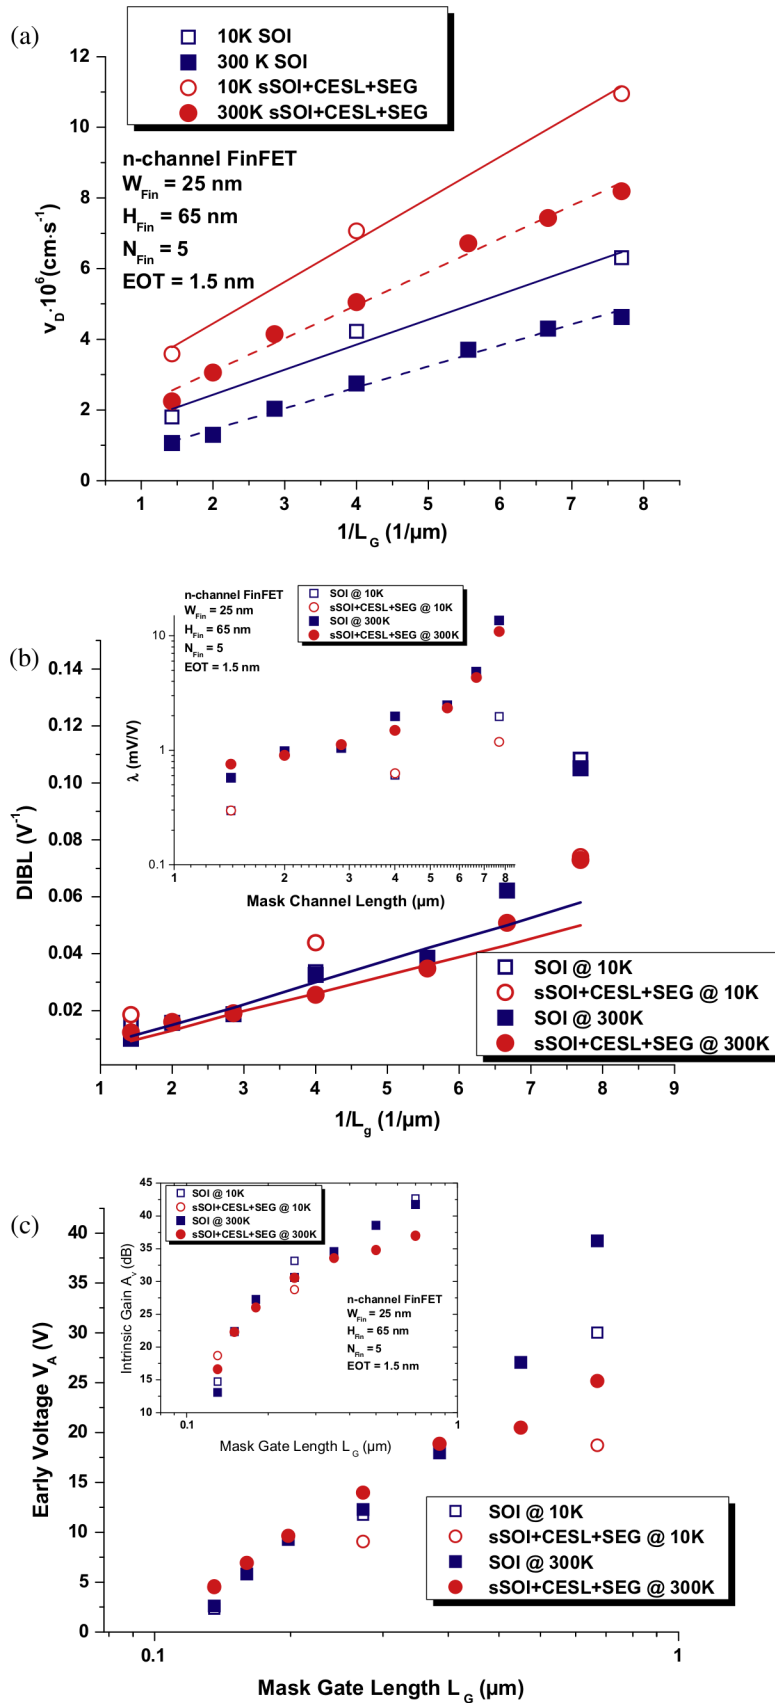 (a)
10K SOI
300 K SOI
10K sSOI+CESL+SEG
300K sSOI+CESL+SEG
n-channel FinFET
W_Fin = 25 nm
H_Fin = 65 nm
N_Fin = 5
EOT = 1.5 nm
12
10
8
6
4
2
0
v_D·10^6(cm·s^-1)
1 2 3 4 5 6 7 8
1/L_G (1/µm)
(b)
n-channel FinFET
W_Fin = 25 nm
H_Fin = 65 nm
N_Fin = 5
EOT = 1.5 nm
SOI @ 10K
sSOI+CESL+SEG @ 10K
SOI @ 300K
sSOI+CESL+SEG @ 300K
10
1
0.1
λ (mV/V)
1 2 3 4 5 6 7 8
Mask Channel Length (µm)
0.14
0.12
0.10
0.08
0.06
0.04
0.02
DIBL (V^-1)
SOI @ 10K
sSOI+CESL+SEG @ 10K
SOI @ 300K
sSOI+CESL+SEG @ 300K
1 2 3 4 5 6 7 8 9
1/L_g (1/µm)
(c)
SOI @ 10K
sSOI+CESL+SEG @ 10K
SOI @ 300K
sSOI+CESL+SEG @ 300K
45
40
35
30
25
20
15
10
Intrinsic Gain A_v (dB)
n-channel FinFET
W_Fin = 25 nm
H_Fin = 65 nm
N_Fin = 5
EOT = 1.5 nm
0.1 1
Mask Gate Length L_G (µm)
40
35
30
25
20
15
10
5
0
Early Voltage V_A (V)
SOI @ 10K
sSOI+CESL+SEG @ 10K
SOI @ 300K
sSOI+CESL+SEG @ 300K
0.1 1
Mask Gate Length L_G (µm)